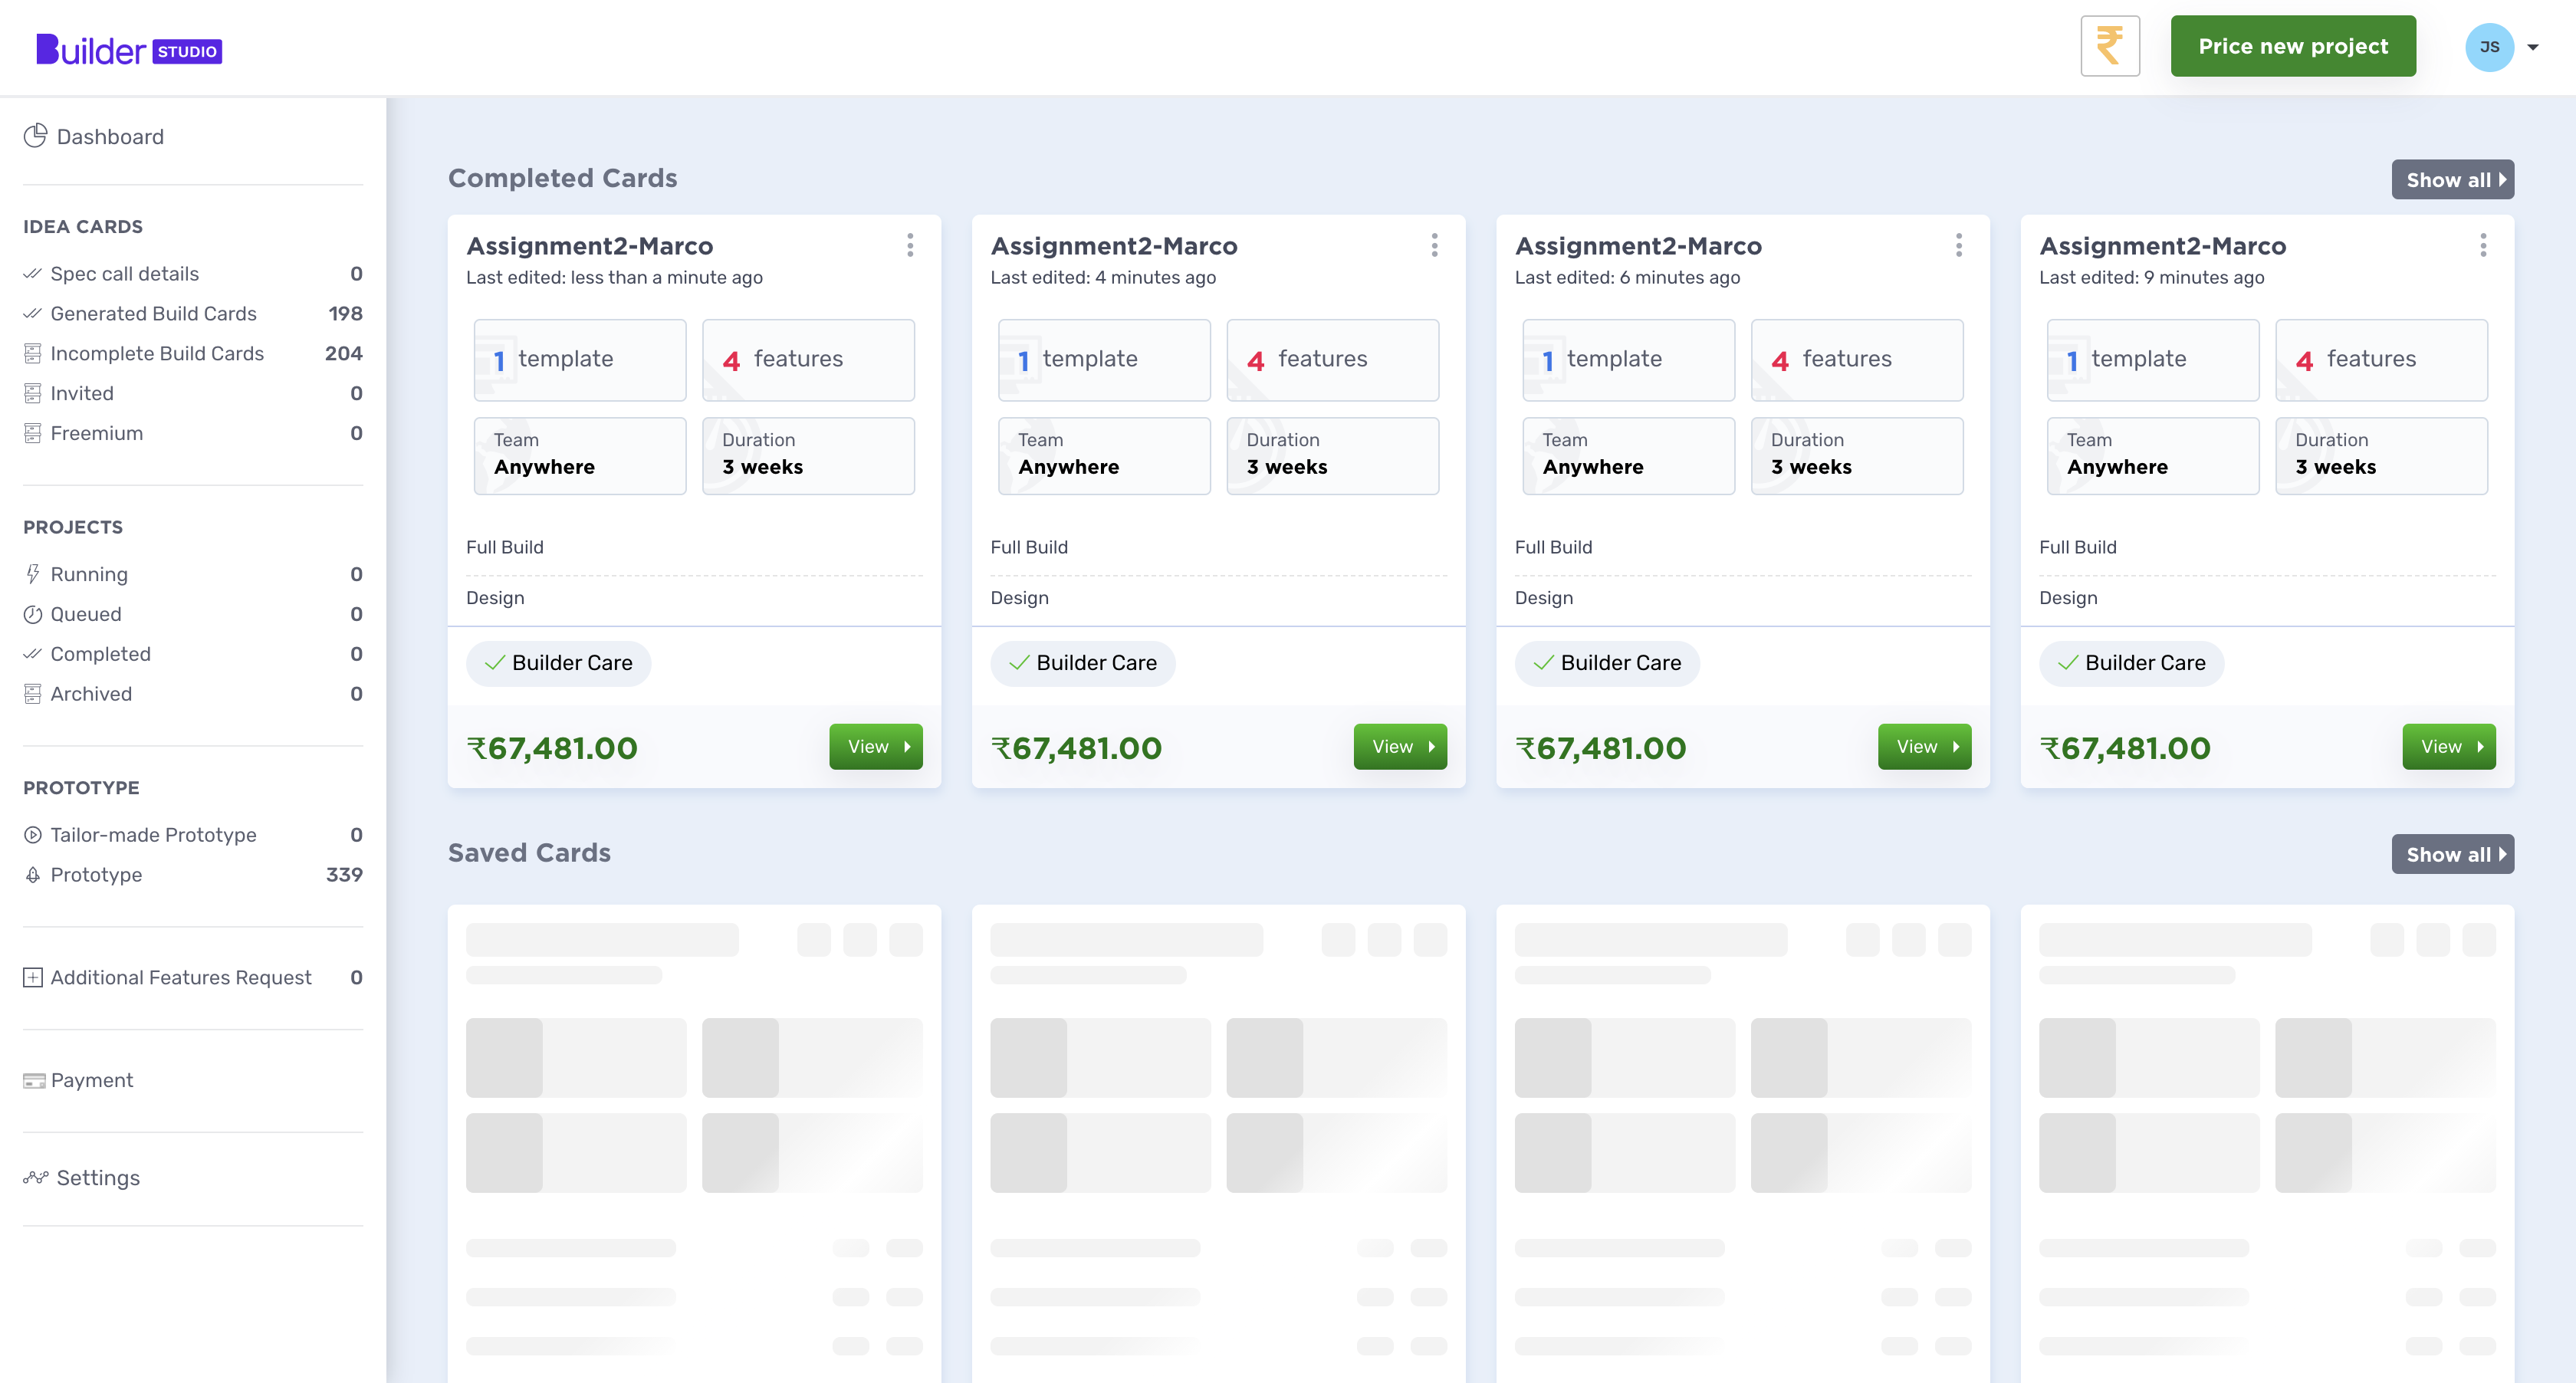 Builder STUDIO
₹
Price new project
JS
Dashboard
IDEA CARDS
Spec call details 0
Generated Build Cards 198
Incomplete Build Cards 204
Invited 0
Freemium 0
PROJECTS
Running 0
Queued 0
Completed 0
Archived 0
PROTOTYPE
Tailor-made Prototype 0
Prototype 339
Additional Features Request 0
Payment
Settings
Completed Cards
Show all
Assignment2-Marco
Last edited: less than a minute ago
1 template
4 features
Team
Anywhere
Duration
3 weeks
Full Build
Design
Builder Care
₹67,481.00
View
Assignment2-Marco
Last edited: 4 minutes ago
1 template
4 features
Team
Anywhere
Duration
3 weeks
Full Build
Design
Builder Care
₹67,481.00
View
Assignment2-Marco
Last edited: 6 minutes ago
1 template
4 features
Team
Anywhere
Duration
3 weeks
Full Build
Design
Builder Care
₹67,481.00
View
Assignment2-Marco
Last edited: 9 minutes ago
1 template
4 features
Team
Anywhere
Duration
3 weeks
Full Build
Design
Builder Care
₹67,481.00
View
Saved Cards
Show all